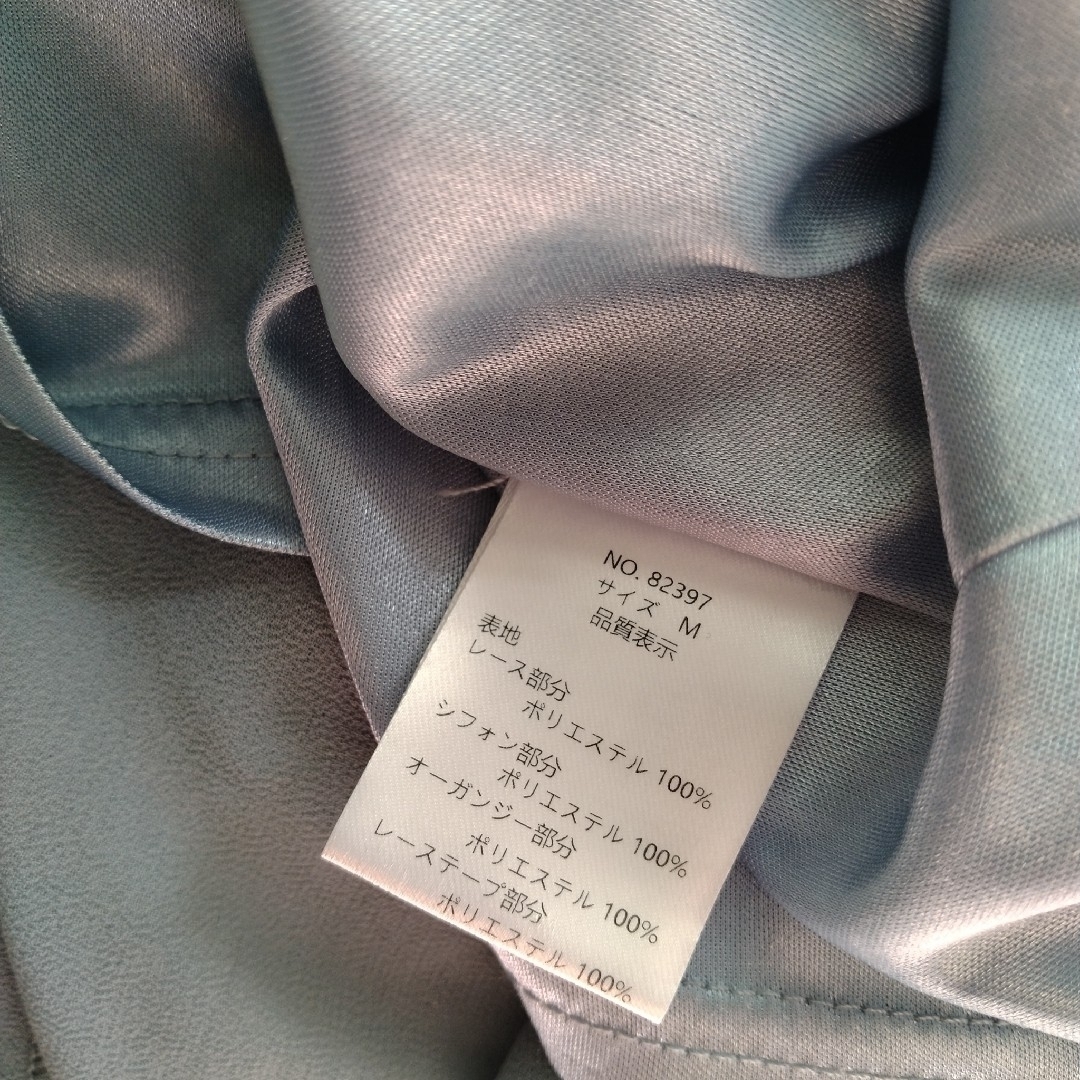 NO. 82397
サイズ M
品質表示
表地
レース部分
ポリエステル 100%
シフォン部分
ポリエステル 100%
オーガンジー部分
ポリエステル 100%
レーステープ部分
ポリエステル 100%